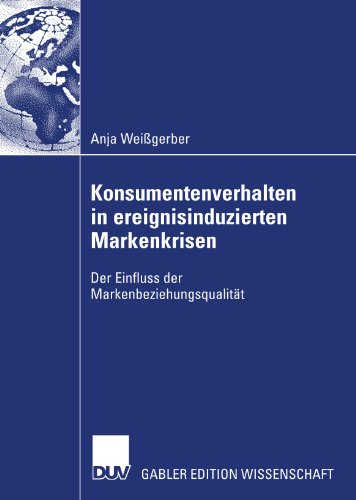 Anja Weißgerber
Konsumentenverhalten
in ereignisinduzierten
Markenkrisen
Der Einfluss der
Markenbeziehungsqualität
DUV
GABLER EDITION WISSENSCHAFT